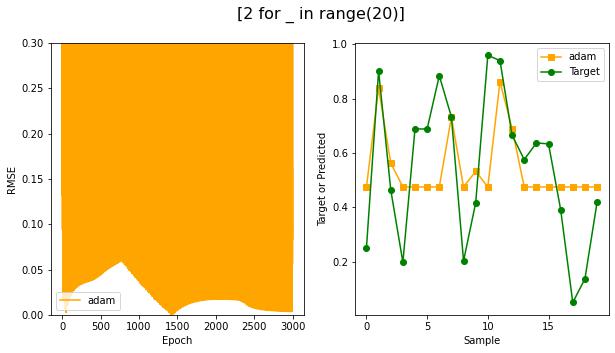 [2 for _ in range(20)]
0.30
0.25
0.20
0.15
0.10
0.05
0.00
RMSE
adam
0 500 1000 1500 2000 2500 3000
Epoch
1.0
0.8
0.6
0.4
0.2
Target or Predicted
adam
Target
0 5 10 15
Sample